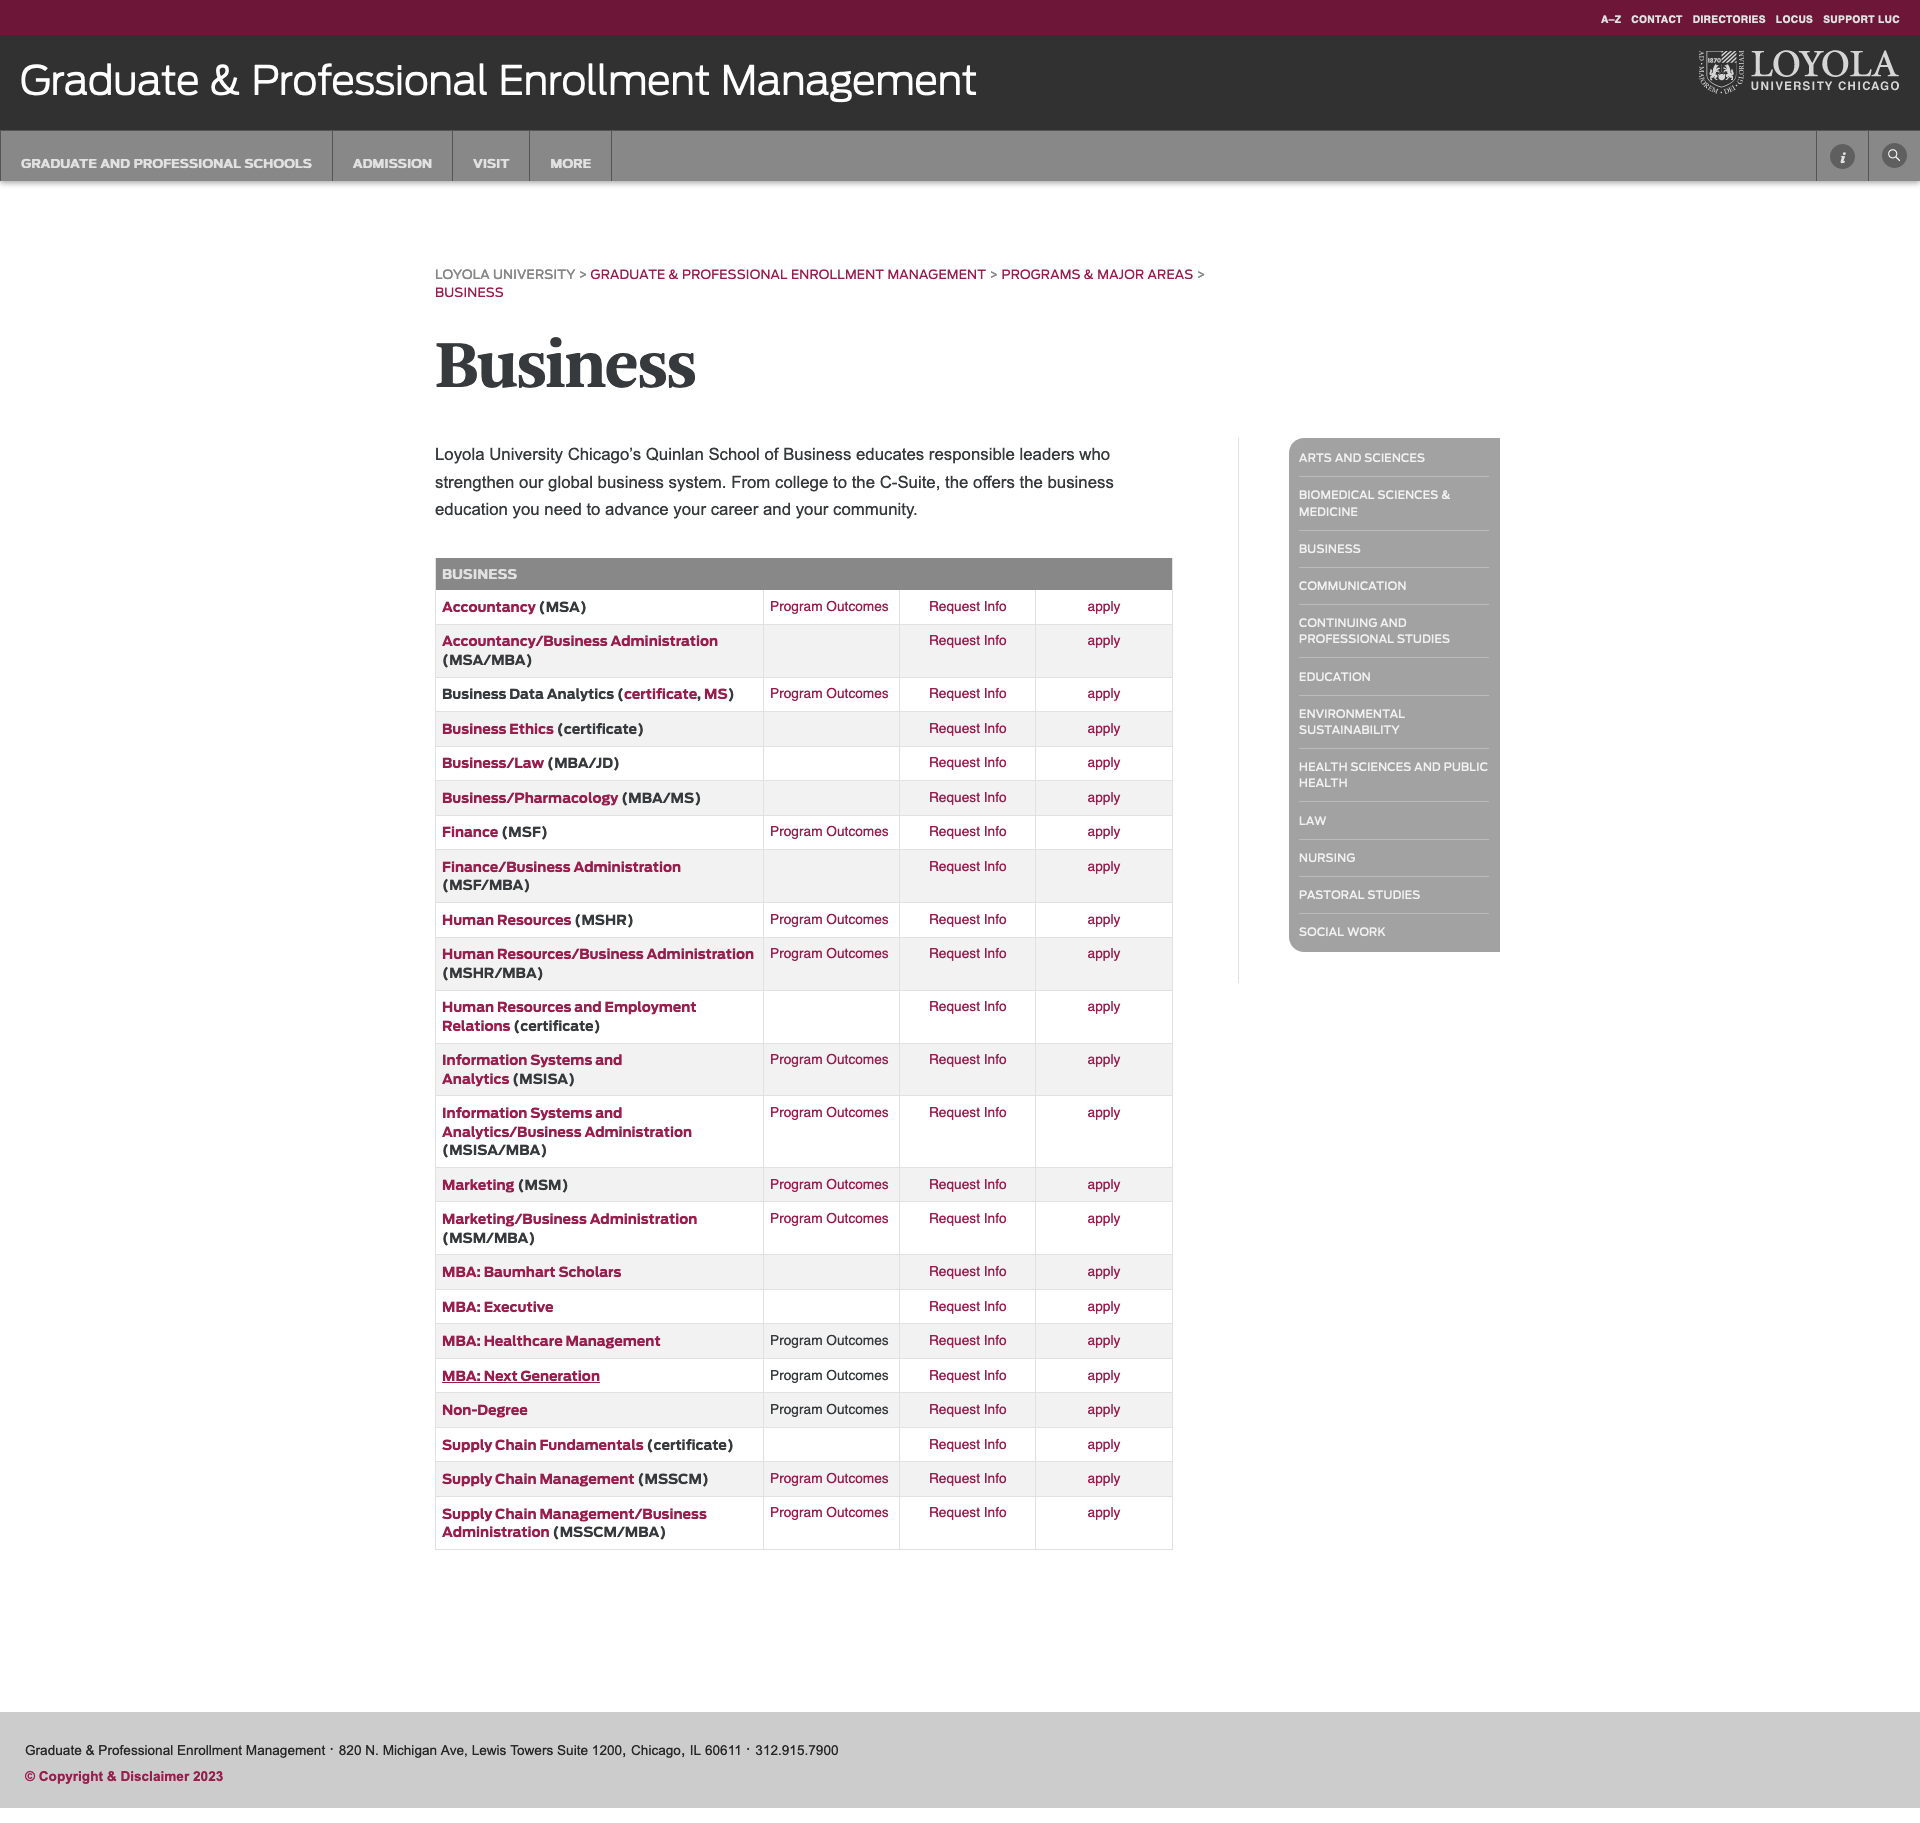 A–Z CONTACT DIRECTORIES LOCUS SUPPORT LUC
Graduate & Professional Enrollment Management
AD • MAJOREM • DEI • GLORIAM
1870
LOYOLA
UNIVERSITY CHICAGO
GRADUATE AND PROFESSIONAL SCHOOLS ADMISSION VISIT MORE
i
LOYOLA UNIVERSITY > GRADUATE & PROFESSIONAL ENROLLMENT MANAGEMENT > PROGRAMS & MAJOR AREAS >
BUSINESS
Business
Loyola University Chicago’s Quinlan School of Business educates responsible leaders who
strengthen our global business system. From college to the C-Suite, the offers the business
education you need to advance your career and your community.
BUSINESS
Accountancy (MSA) Program Outcomes Request Info apply
Accountancy/Business Administration Request Info apply
(MSA/MBA)
Business Data Analytics (certificate, MS) Program Outcomes Request Info apply
Business Ethics (certificate) Request Info apply
Business/Law (MBA/JD) Request Info apply
Business/Pharmacology (MBA/MS) Request Info apply
Finance (MSF) Program Outcomes Request Info apply
Finance/Business Administration Request Info apply
(MSF/MBA)
Human Resources (MSHR) Program Outcomes Request Info apply
Human Resources/Business Administration Program Outcomes Request Info apply
(MSHR/MBA)
Human Resources and Employment Request Info apply
Relations (certificate)
Information Systems and Program Outcomes Request Info apply
Analytics (MSISA)
Information Systems and Program Outcomes Request Info apply
Analytics/Business Administration
(MSISA/MBA)
Marketing (MSM) Program Outcomes Request Info apply
Marketing/Business Administration Program Outcomes Request Info apply
(MSM/MBA)
MBA: Baumhart Scholars Request Info apply
MBA: Executive Request Info apply
MBA: Healthcare Management Program Outcomes Request Info apply
MBA: Next Generation Program Outcomes Request Info apply
Non-Degree Program Outcomes Request Info apply
Supply Chain Fundamentals (certificate) Request Info apply
Supply Chain Management (MSSCM) Program Outcomes Request Info apply
Supply Chain Management/Business Program Outcomes Request Info apply
Administration (MSSCM/MBA)
ARTS AND SCIENCES
BIOMEDICAL SCIENCES &
MEDICINE
BUSINESS
COMMUNICATION
CONTINUING AND
PROFESSIONAL STUDIES
EDUCATION
ENVIRONMENTAL
SUSTAINABILITY
HEALTH SCIENCES AND PUBLIC
HEALTH
LAW
NURSING
PASTORAL STUDIES
SOCIAL WORK
Graduate & Professional Enrollment Management · 820 N. Michigan Ave, Lewis Towers Suite 1200, Chicago, IL 60611 · 312.915.7900
© Copyright & Disclaimer 2023